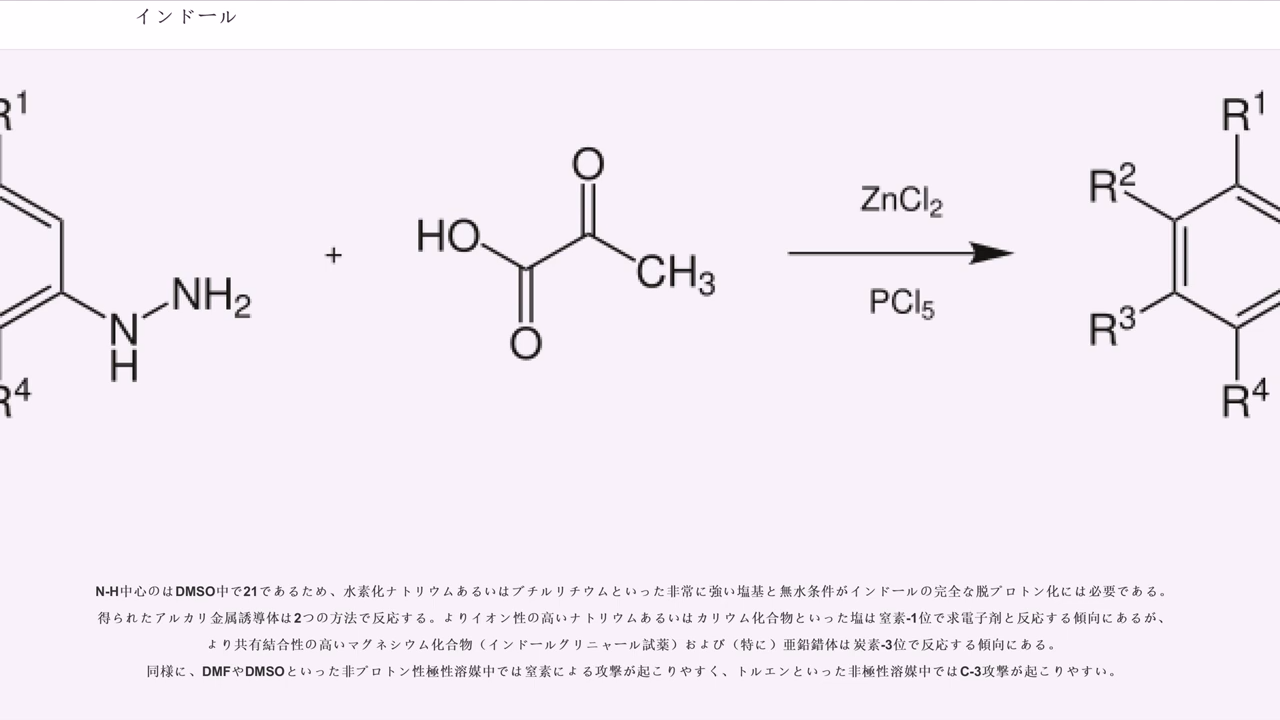 インドール
R¹
R¹
O
R²
ZnCl₂
HO
CH₃
NH₂
+
PCl₅
N
H
O
R³
R⁴
R⁴
N-H中心のはDMSO中で21であるため、水素化ナトリウムあるいはブチルリチウムといった非常に強い塩基と無水条件がインドールの完全な脱プロトン化には必要である。
得られたアルカリ金属誘導体は2つの方法で反応する。よりイオン性の高いナトリウムあるいはカリウム化合物といった塩は窒素-1位で求電子剤と反応する傾向にあるが、
より共有結合性の高いマグネシウム化合物（インドールグリニャール試薬）および（特に）亜鉛錯体は炭素-3位で反応する傾向にある。
同様に、DMFやDMSOといった非プロトン性極性溶媒中では窒素による攻撃が起こりやすく、トルエンといった非極性溶媒中ではC-3攻撃が起こりやすい。